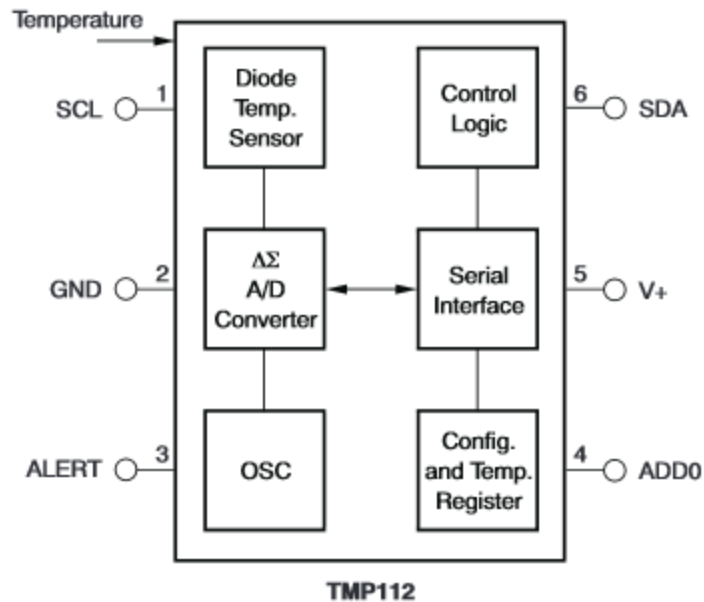 Temperature
SCL
1
Diode
Temp.
Sensor
Control
Logic
6
SDA
GND
2
ΔΣ
A/D
Converter
Serial
Interface
5
V+
ALERT
3
OSC
Config.
and Temp.
Register
4
ADD0
TMP112